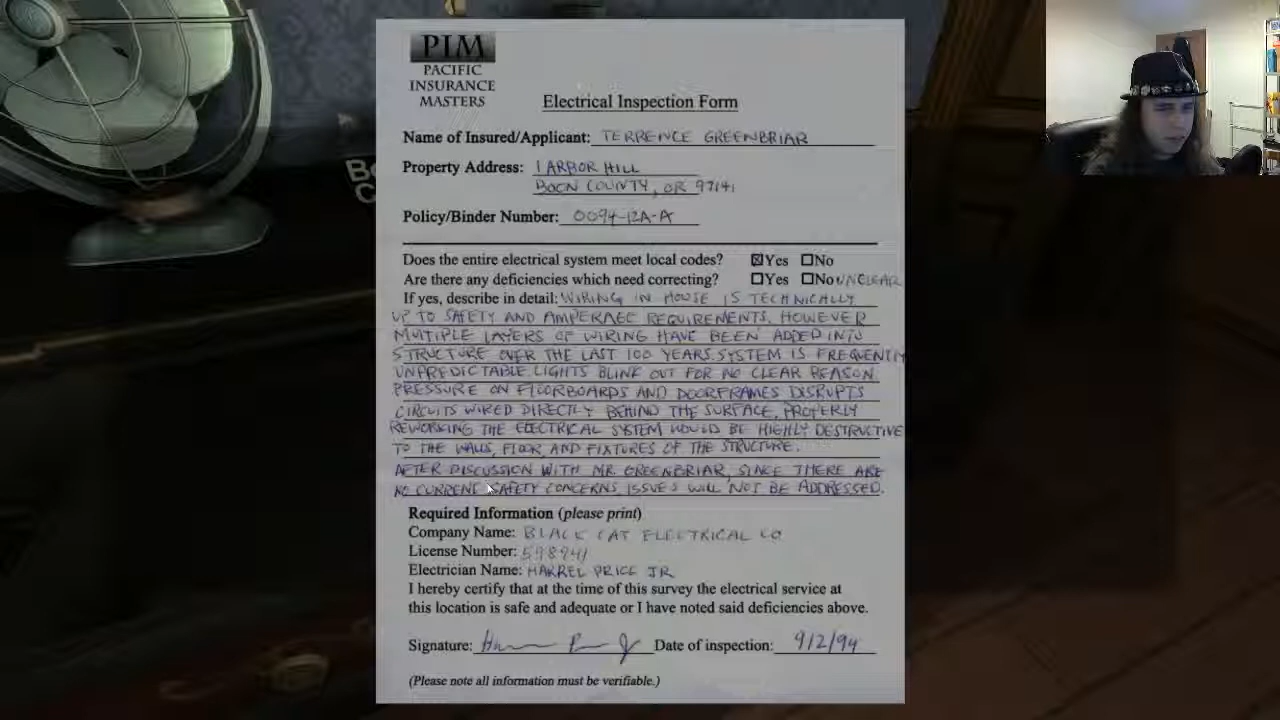 PIM
PACIFIC
INSURANCE
MASTERS
Electrical Inspection Form
Name of Insured/Applicant: TERRENCE GREENBRIAR
Property Address: 1 ARBOR HILL
BOON COUNTY, OR 97141
Policy/Binder Number: 0094-12A-A
Does the entire electrical system meet local codes? ☒Yes ☐No
Are there any deficiencies which need correcting? ☐Yes ☐No UNCLEAR
If yes, describe in detail: WIRING IN HOUSE IS TECHNICALLY
UP TO SAFETY AND AMPERAGE REQUIREMENTS. HOWEVER
MULTIPLE LAYERS OF WIRING HAVE BEEN ADDED INTO
STRUCTURE OVER THE LAST 100 YEARS. SYSTEM IS FREQUENTLY
UNPREDICTABLE. LIGHTS BLINK OUT FOR NO CLEAR REASON.
PRESSURE ON FLOORBOARDS AND DOORFRAMES DISRUPTS
CIRCUITS WIRED DIRECTLY BEHIND THE SURFACE. PROPERLY
REWORKING THE ELECTRICAL SYSTEM WOULD BE HIGHLY DESTRUCTIVE
TO THE WALLS, FLOOR, AND FIXTURES OF THE STRUCTURE.
AFTER DISCUSSION WITH MR. GREENBRIAR, SINCE THERE ARE
NO CURRENT SAFETY CONCERNS, ISSUES WILL NOT BE ADDRESSED.
Required Information (please print)
Company Name: BLACK CAT ELECTRICAL CO
License Number: 598941
Electrician Name: HARREL PRICE JR
I hereby certify that at the time of this survey the electrical service at
this location is safe and adequate or I have noted said deficiencies above.
Signature: Date of inspection: 9/2/94
(Please note all information must be verifiable.)